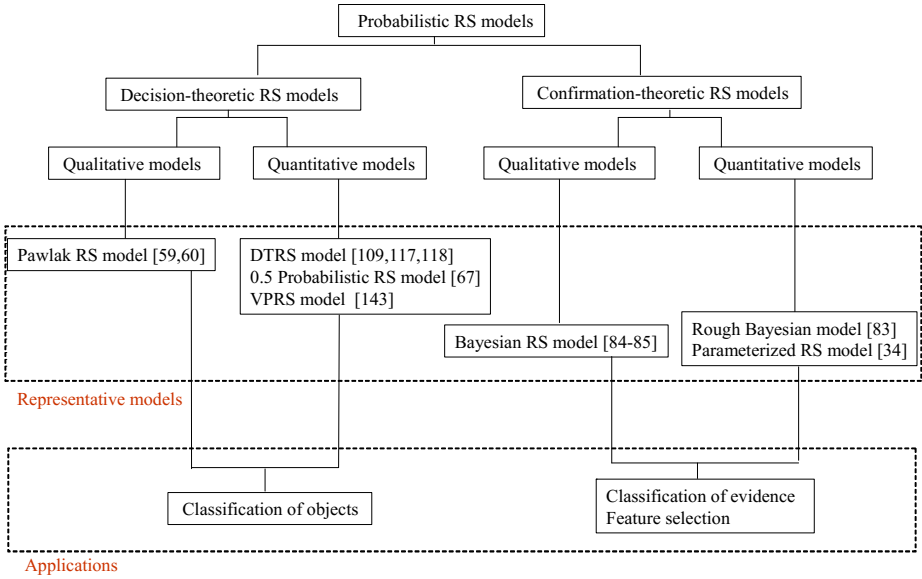 Probabilistic RS models
Decision-theoretic RS models
Confirmation-theoretic RS models
Qualitative models
Quantitative models
Qualitative models
Quantitative models
Pawlak RS model [59,60]
DTRS model [109,117,118]
0.5 Probabilistic RS model [67]
VPRS model [143]
Bayesian RS model [84-85]
Rough Bayesian model [83]
Parameterized RS model [34]
Representative models
Classification of objects
Classification of evidence
Feature selection
Applications